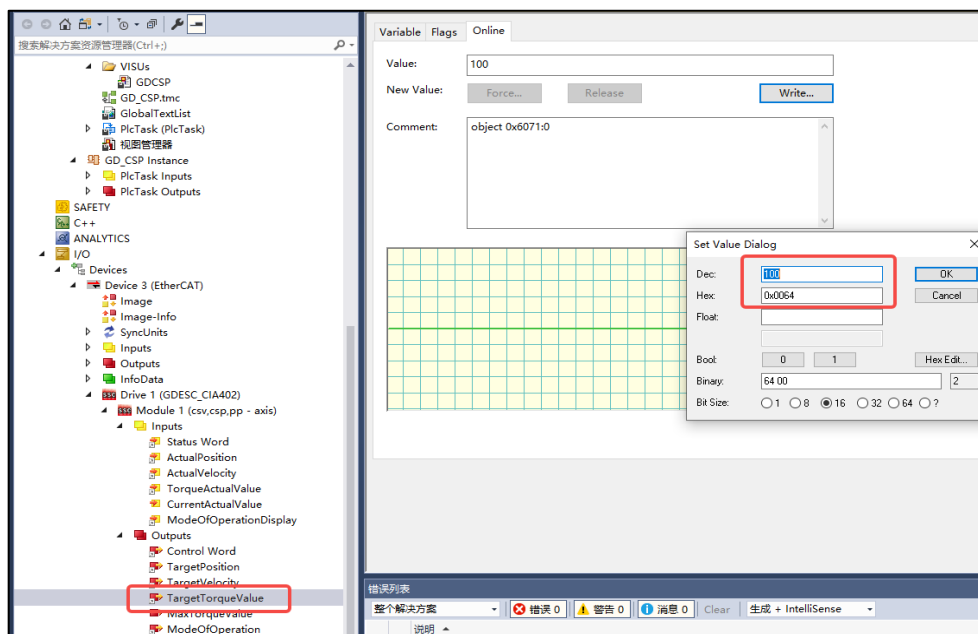 搜索解决方案资源管理器(Ctrl+;)
VISUs
GDCSP
GD_CSP.tmc
GlobalTextList
PlcTask (PlcTask)
视图管理器
GD_CSP Instance
PlcTask Inputs
PlcTask Outputs
SAFETY
C++
ANALYTICS
I/O
Devices
Device 3 (EtherCAT)
Image
Image-Info
SyncUnits
Inputs
Outputs
InfoData
Drive 1 (GDESC_CIA402)
Module 1 (csv,csp,pp - axis)
Inputs
Status Word
ActualPosition
ActualVelocity
TorqueActualValue
CurrentActualValue
ModeOfOperationDisplay
Outputs
Control Word
TargetPosition
TargetVelocity
TargetTorqueValue
MaxTorqueValue
ModeOfOperation
Variable Flags Online
Value: 100
New Value: Force... Release Write...
Comment: object 0x6071:0
Set Value Dialog
Dec: 100 OK
Hex: 0x0064 Cancel
Float:
Bool: 0 1 Hex Edit...
Binary: 64 00 2
Bit Size: 1 8 16 32 64 ?
错误列表
整个解决方案 错误 0 警告 0 消息 0 Clear 生成 + IntelliSense
说明